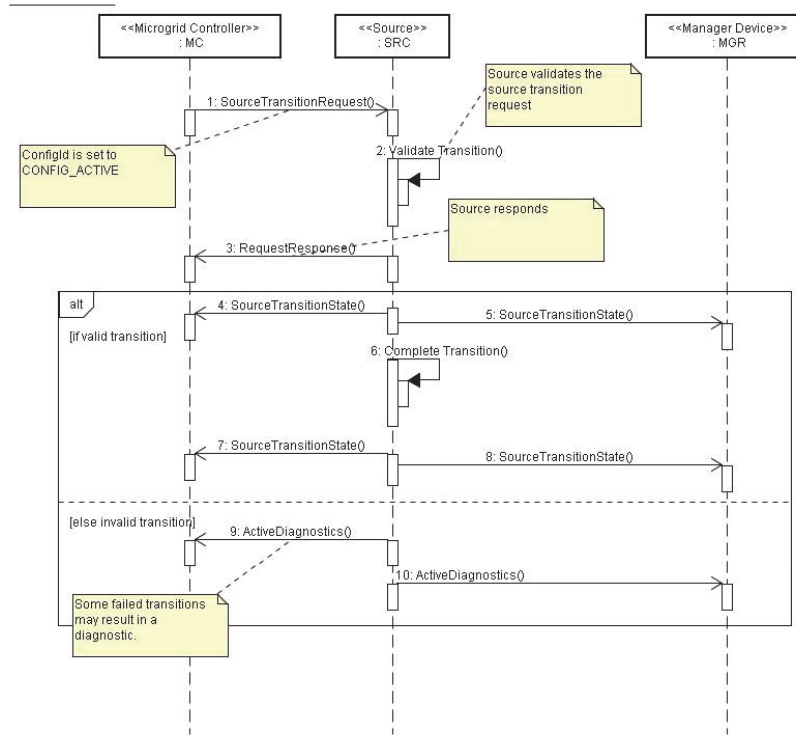 <<Microgrid Controller>>
: MC
<<Source>>
: SRC
<<Manager Device>>
: MGR
Source validates the
source transition
request
1: SourceTransitionRequest()
2: Validate Transition()
ConfigId is set to
CONFIG_ACTIVE
Source responds
3: RequestResponse()
alt
4: SourceTransitionState()
5: SourceTransitionState()
[if valid transition]
6: Complete Transition()
7: SourceTransitionState()
8: SourceTransitionState()
[else invalid transition]
9: ActiveDiagnostics()
10: ActiveDiagnostics()
Some failed transitions
may result in a
diagnostic.